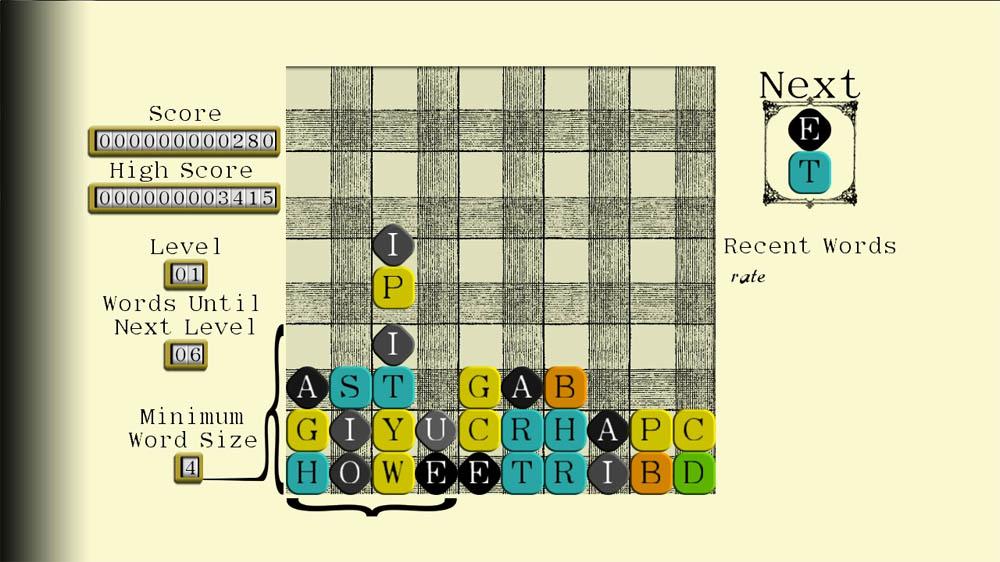 Next
E
T
Score
000000000280
High Score
000000003415
Level
01
Words Until
Next Level
06
Minimum
Word Size
4
Recent Words
rate
I
P
I
A S T G A B
G I Y U C R H A P C
H O W E E T R I B D